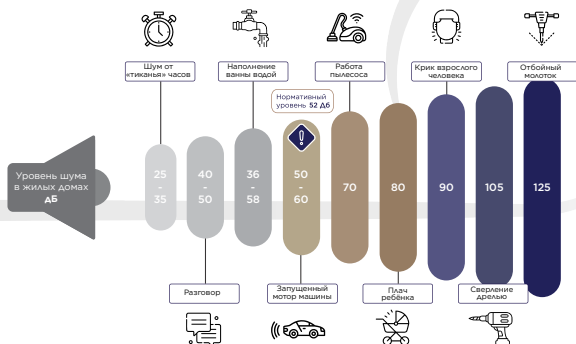 Шум от
«тиканья» часов
Наполнение
ванны водой
Работа
пылесоса
Крик взрослого
человека
Отбойный
молоток
Нормативный
уровень 52 Дб
Уровень шума
в жилых домах
дБ
25
-
35
40
-
50
36
-
58
50
-
60
70
80
90
105
125
Разговор
Запущенный
мотор машины
Плач
ребёнка
Сверление
дрелью